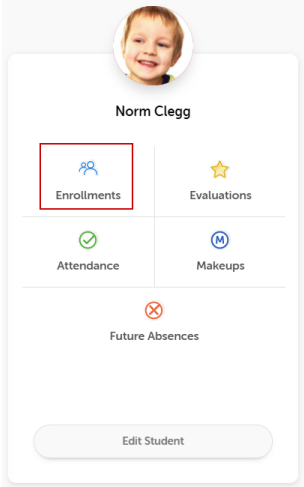 Norm Clegg
Enrollments
Evaluations
Attendance
M
Makeups
Future Absences
Edit Student